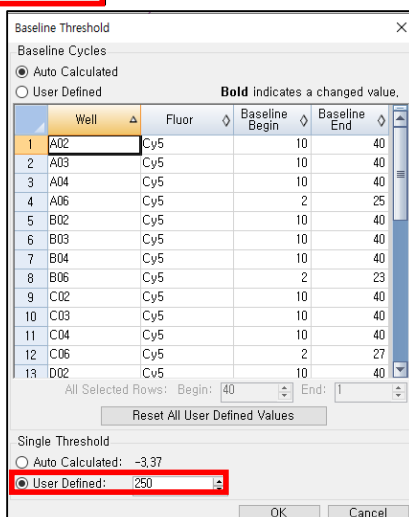 Baseline Threshold
Baseline Cycles
Auto Calculated
User Defined Bold indicates a changed value,
Well Fluor Baseline Begin Baseline End
1 A02 Cy5 10 40
2 A03 Cy5 10 40
3 A04 Cy5 10 40
4 A06 Cy5 2 25
5 B02 Cy5 10 40
6 B03 Cy5 10 40
7 B04 Cy5 10 40
8 B06 Cy5 2 23
9 C02 Cy5 10 40
10 C03 Cy5 10 40
11 C04 Cy5 10 40
12 C06 Cy5 2 27
13 D02 Cy5 10 40
All Selected Rows: Begin: 40 End: 1
Reset All User Defined Values
Single Threshold
Auto Calculated: -3,37
User Defined: 250
OK Cancel